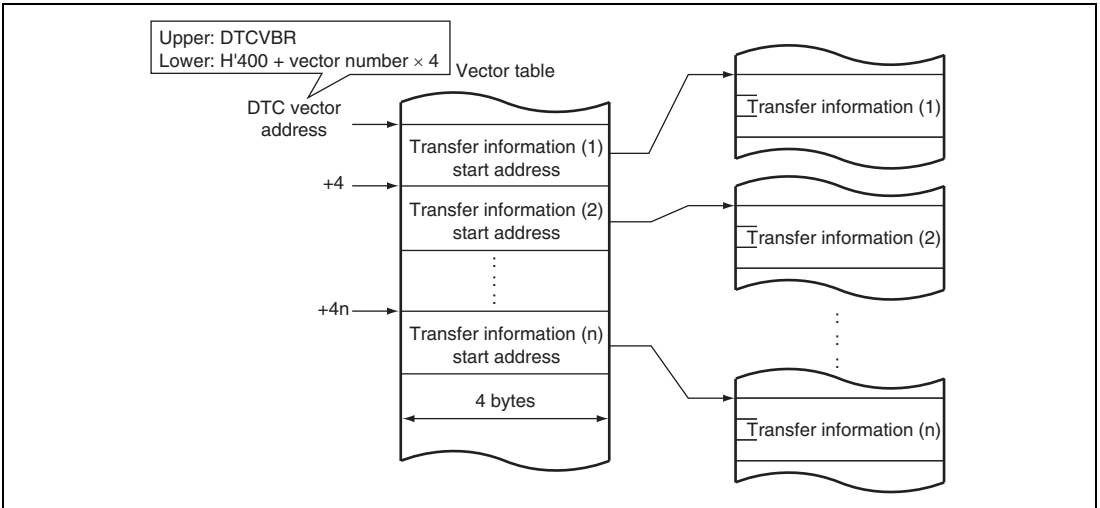 Upper: DTCVBR
Lower: H'400 + vector number × 4
Vector table
DTC vector
address
Transfer information (1)
start address
+4
Transfer information (2)
start address
+4n
Transfer information (n)
start address
4 bytes
Transfer information (1)
Transfer information (2)
Transfer information (n)